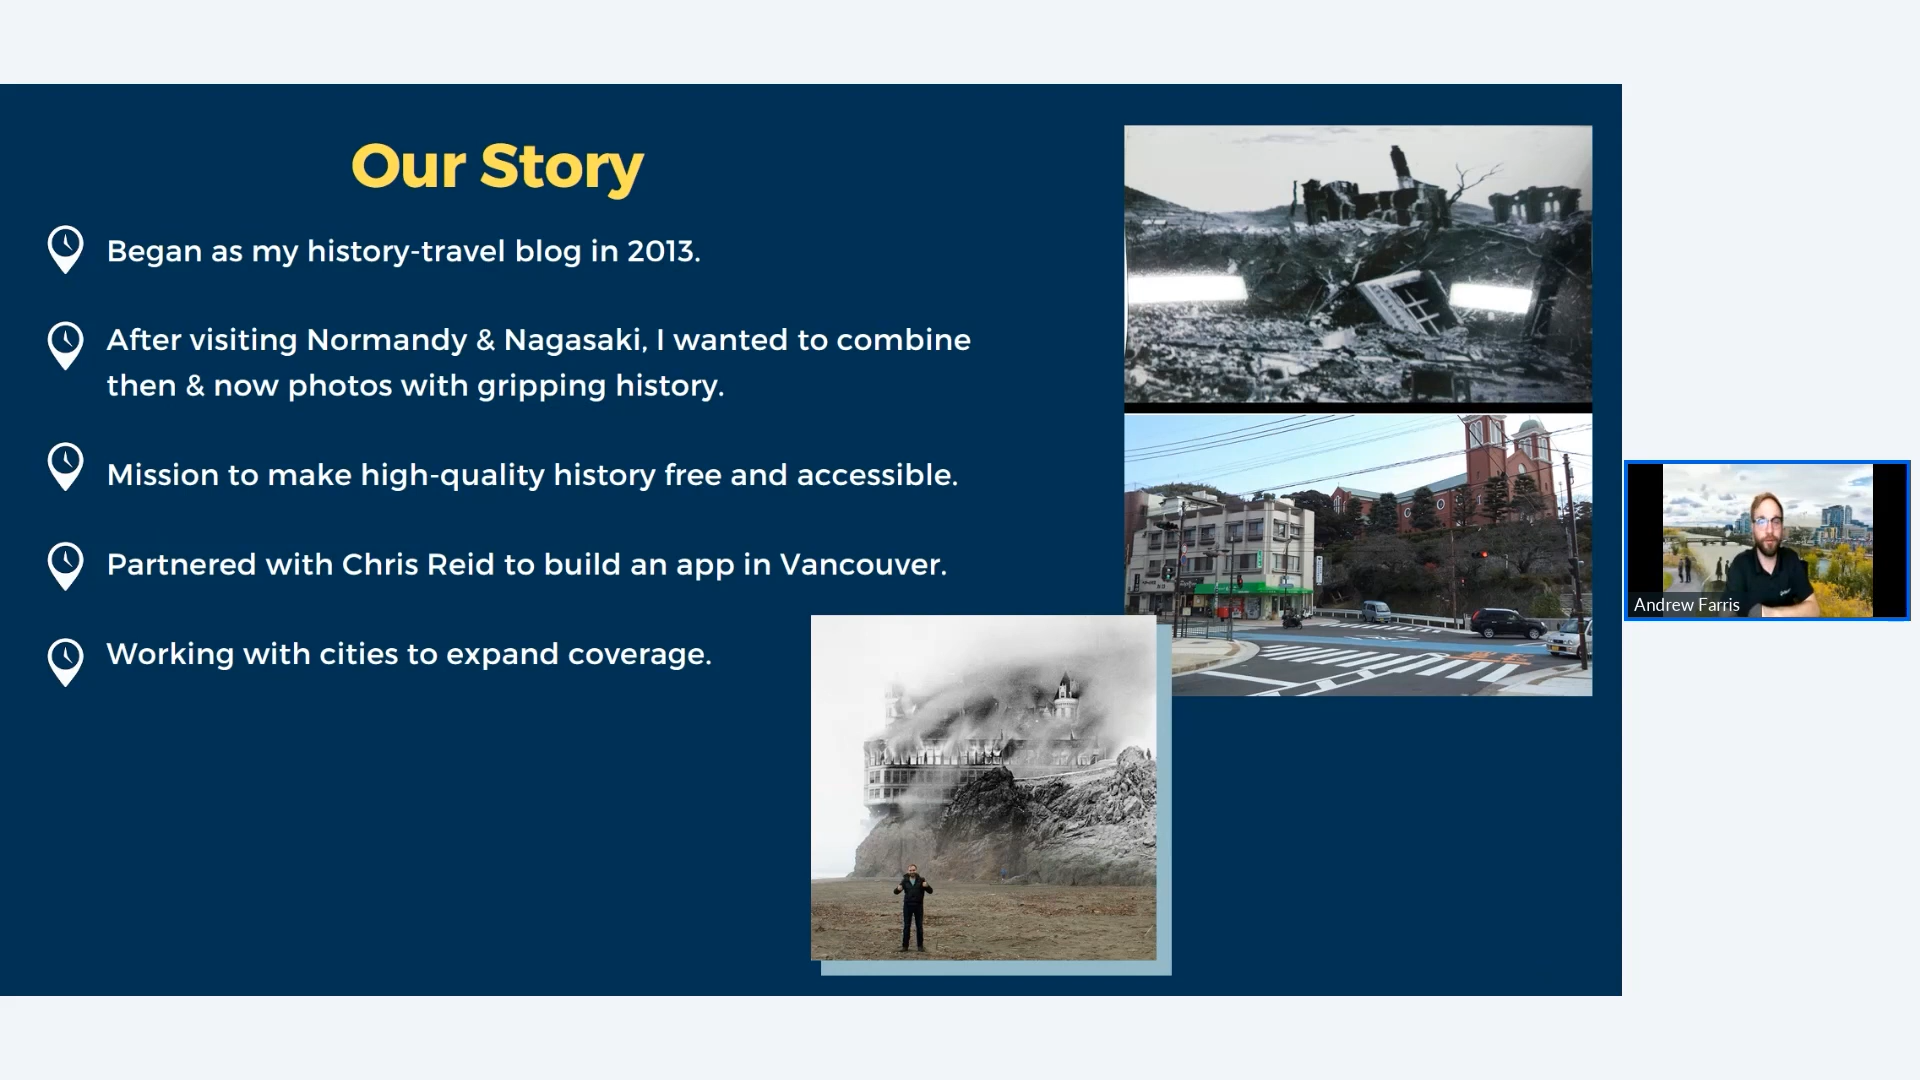 Our Story
Began as my history-travel blog in 2013.
After visiting Normandy & Nagasaki, I wanted to combine
then & now photos with gripping history.
Mission to make high-quality history free and accessible.
Partnered with Chris Reid to build an app in Vancouver.
Working with cities to expand coverage.
Andrew Farris